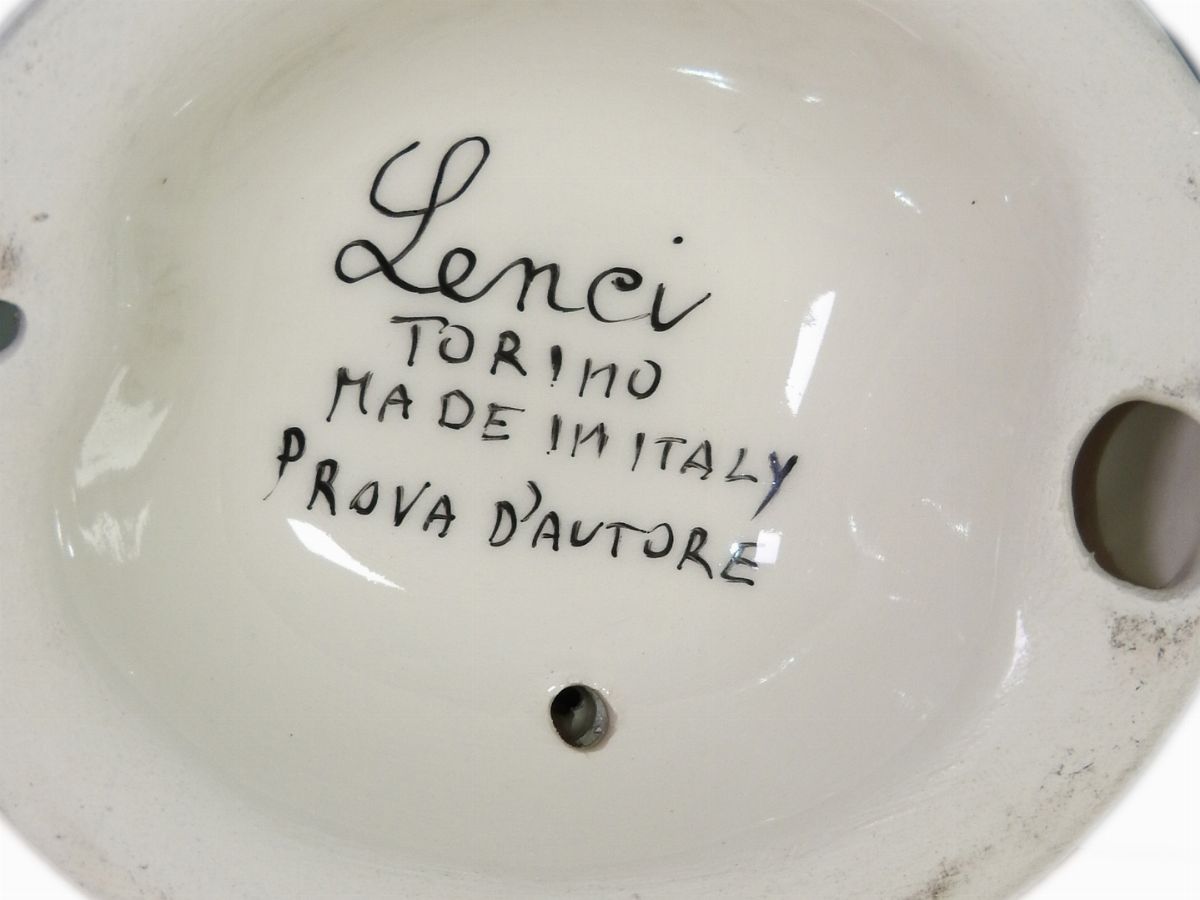 Lenci
TORINO
MADE IN ITALY
PROVA D'AUTORE